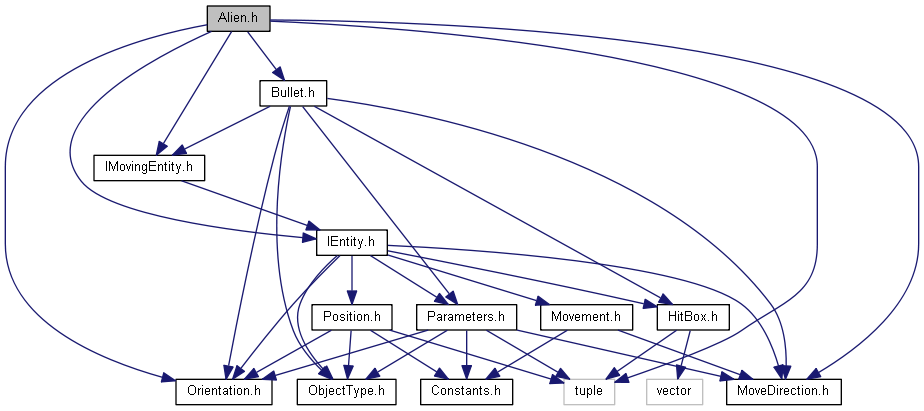 Alien.h
Bullet.h
IMovingEntity.h
IEntity.h
Position.h
Parameters.h
Movement.h
HitBox.h
Orientation.h
ObjectType.h
Constants.h
tuple
vector
MoveDirection.h